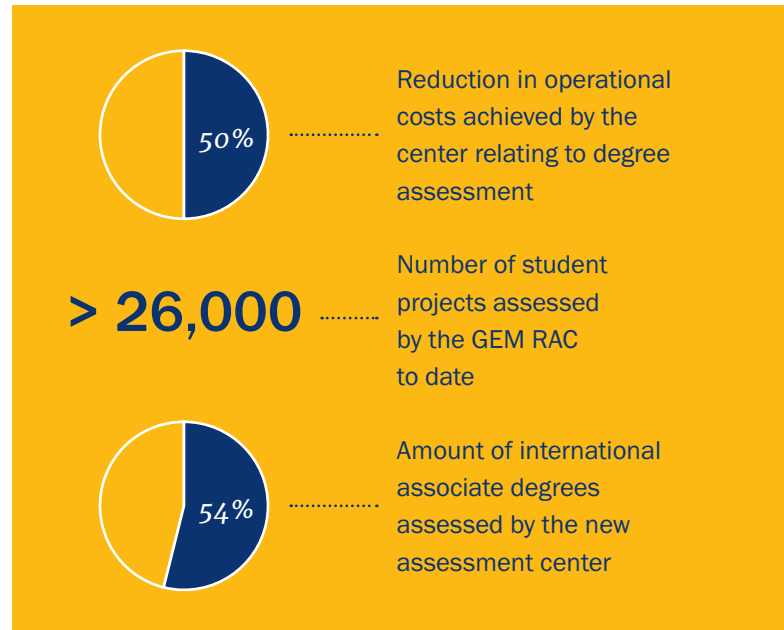 50%
Reduction in operational
costs achieved by the
center relating to degree
assessment
> 26,000
Number of student
projects assessed
by the GEM RAC
to date
54%
Amount of international
associate degrees
assessed by the new
assessment center